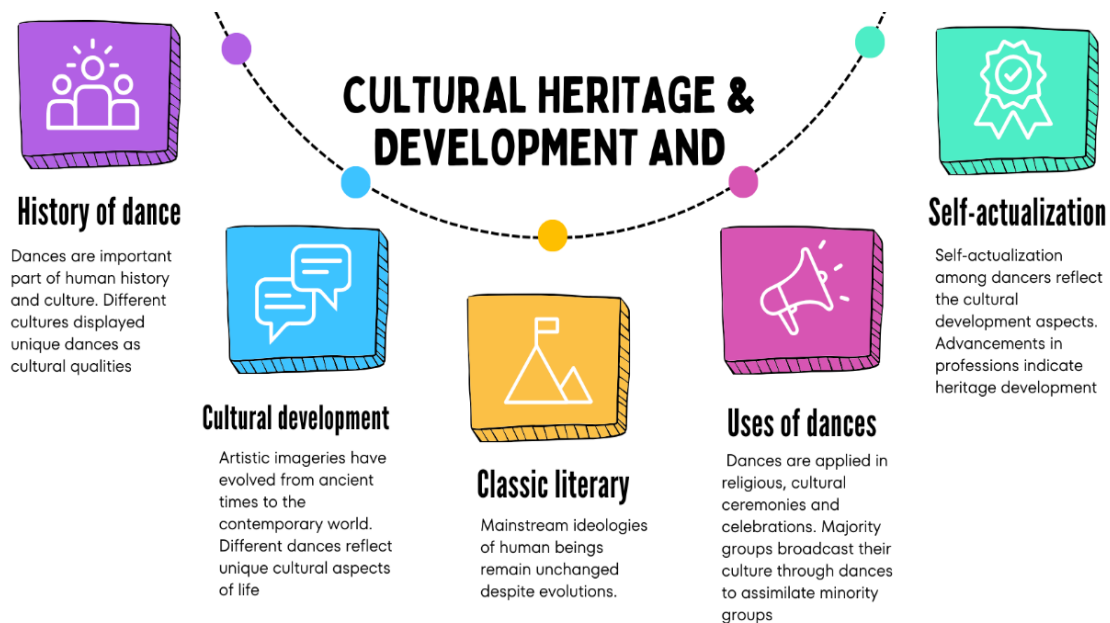 CULTURAL HERITAGE &
DEVELOPMENT AND
History of dance
Dances are important
part of human history
and culture. Different
cultures displayed
unique dances as
cultural qualities
Cultural development
Artistic imageries have
evolved from ancient
times to the
contemporary world.
Different dances reflect
unique cultural aspects
of life
Classic literary
Mainstream ideologies
of human beings
remain unchanged
despite evolutions.
Uses of dances
Dances are applied in
religious, cultural
ceremonies and
celebrations. Majority
groups broadcast their
culture through dances
to assimilate minority
groups
Self-actualization
Self-actualization
among dancers reflect
the cultural
development aspects.
Advancements in
professions indicate
heritage development